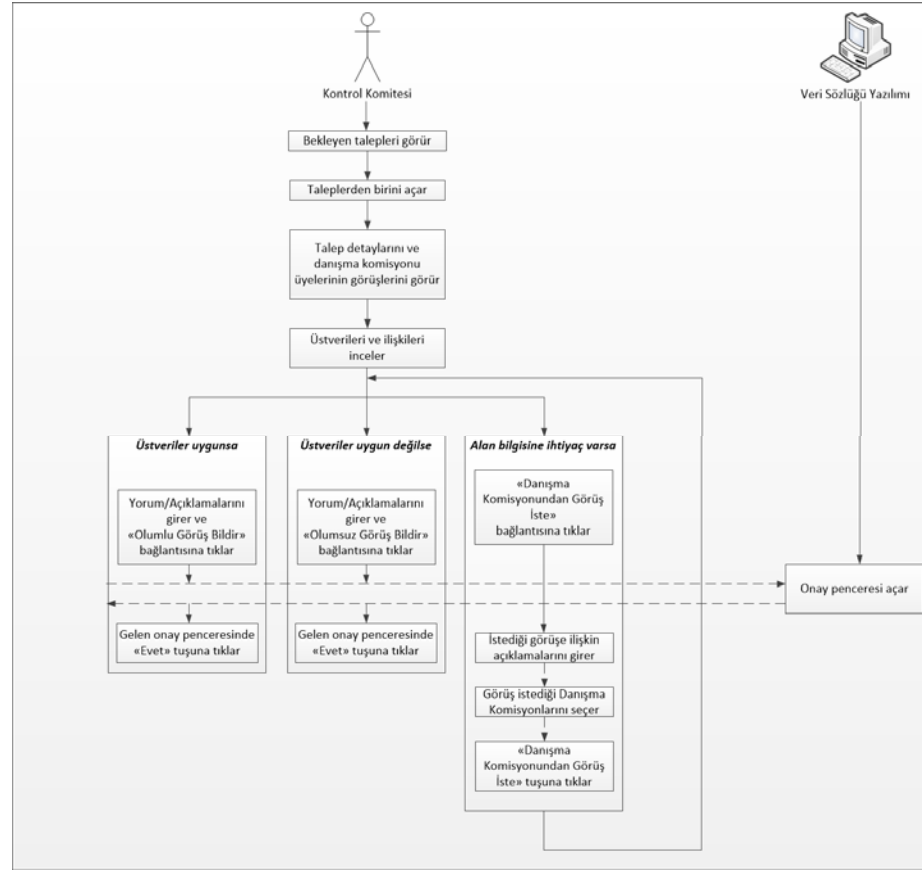 Kontrol Komitesi
Veri Sözlüğü Yazılımı
Bekleyen talepleri görür
Taleplerden birini açar
Talep detaylarını ve
danışma komisyonu
üyelerinin görüşlerini görür
Üstverileri ve ilişkileri
inceler
Üstveriler uygunsa
Yorum/Açıklamalarını
girer ve
«Olumlu Görüş Bildir»
bağlantısına tıklar
Gelen onay penceresinde
«Evet» tuşuna tıklar
Üstveriler uygun değilse
Yorum/Açıklamalarını
girer ve
«Olumsuz Görüş Bildir»
bağlantısına tıklar
Gelen onay penceresinde
«Evet» tuşuna tıklar
Alan bilgisine ihtiyaç varsa
«Danışma
Komisyonundan Görüş
İste»
bağlantısına tıklar
İstediği görüşe ilişkin
açıklamalarını girer
Görüş istediği Danışma
Komisyonlarını seçer
«Danışma
Komisyonundan Görüş
İste» tuşuna tıklar
Onay penceresi açar